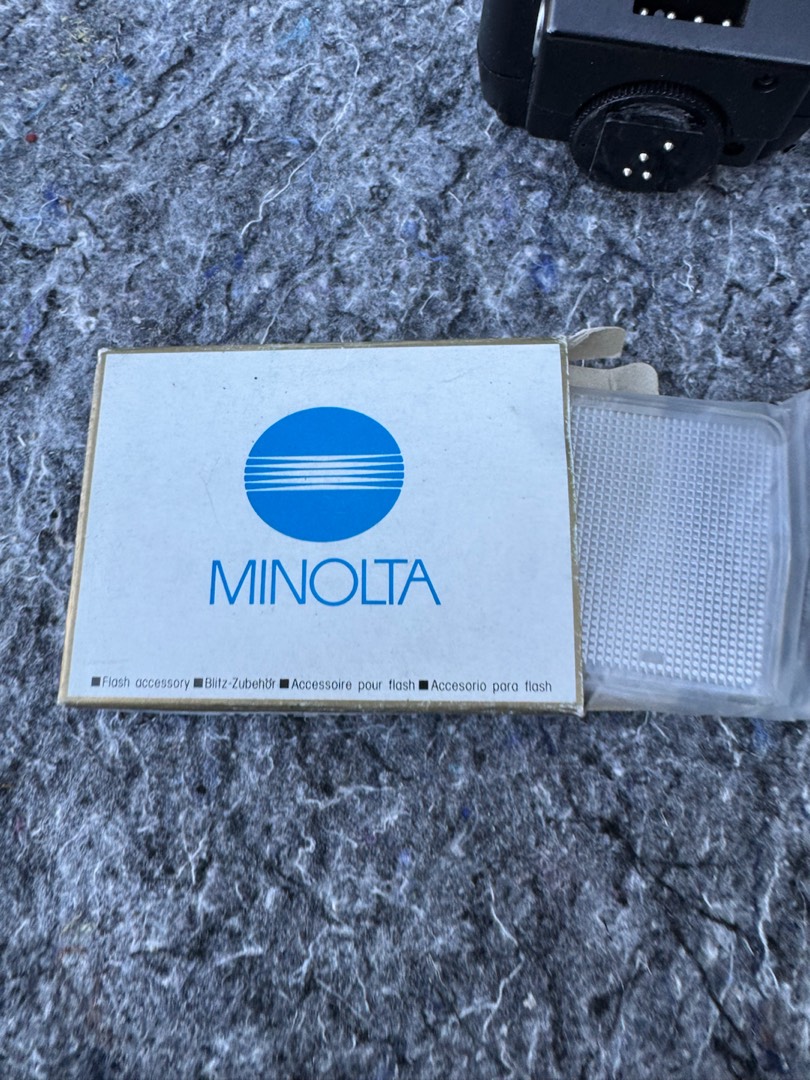 MINOLTA
■Flash accessory ■Blitz-Zubehör ■Accessoire pour flash ■Accesorio para flash